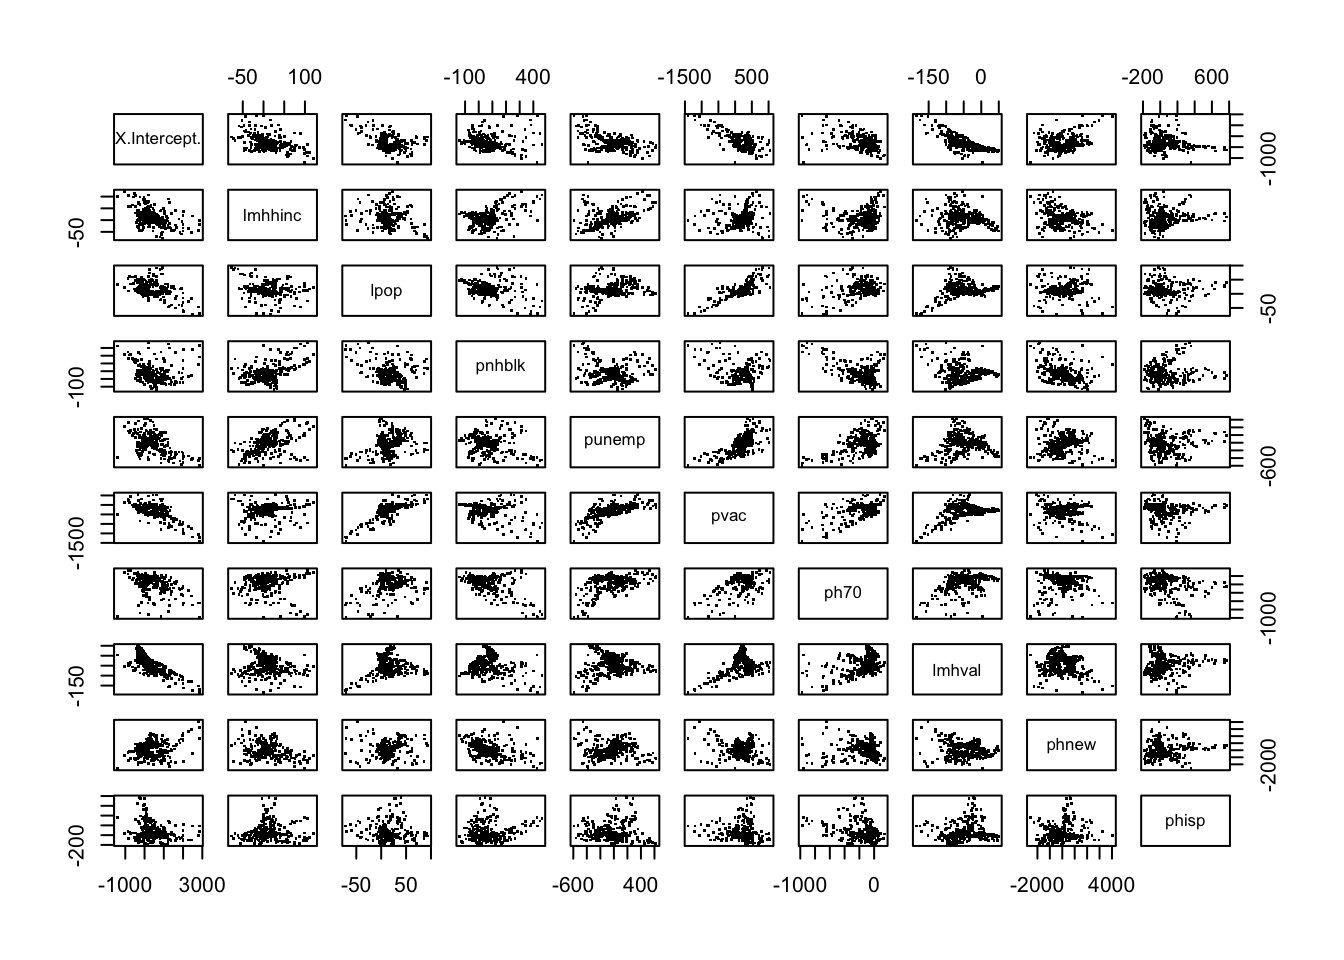 -50 100 -100 400 -1500 500 -150 0 -200 600
X.Intercept. -1000
-50 lmhhinc
lpop -50
-100 pnhblk
punemp -600
-1500 pvac
ph70 -1000
-150 lmhval
phnew -2000
-200 phisp
-1000 3000 -50 50 -600 400 -1000 0 -2000 4000